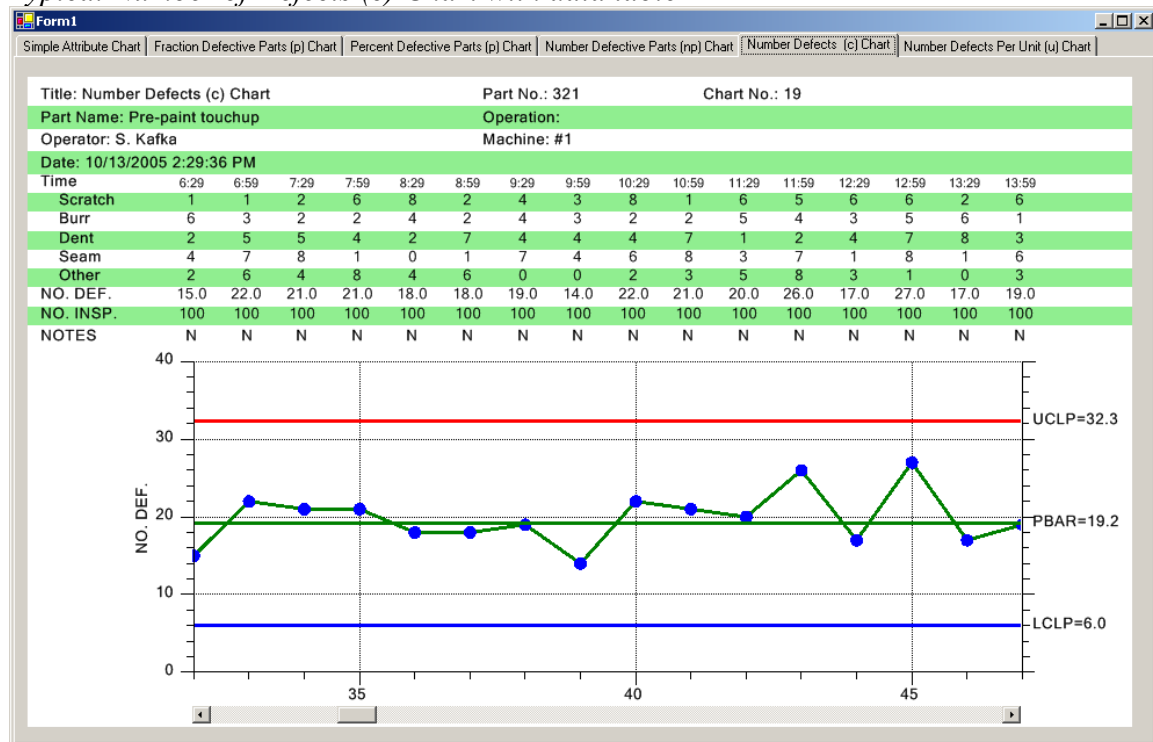 Form1
Simple Attribute Chart Fraction Defective Parts (p) Chart Percent Defective Parts (p) Chart Number Defective Parts (np) Chart Number Defects (c) Chart Number Defects Per Unit (u) Chart
Title: Number Defects (c) Chart Part No.: 321 Chart No.: 19
Part Name: Pre-paint touchup Operation:
Operator: S. Kafka Machine: #1
Date: 10/13/2005 2:29:36 PM
Time 6:29 6:59 7:29 7:59 8:29 8:59 9:29 9:59 10:29 10:59 11:29 11:59 12:29 12:59 13:29 13:59
Scratch 1 1 2 6 8 2 4 3 8 1 6 5 6 6 2 6
Burr 6 3 2 2 4 2 4 3 2 2 5 4 3 5 6 1
Dent 2 5 5 4 2 7 4 4 4 7 1 2 4 7 8 3
Seam 4 7 8 1 0 1 7 4 6 8 3 7 1 8 1 6
Other 2 6 4 8 4 6 0 0 2 3 5 8 3 1 0 3
NO. DEF. 15.0 22.0 21.0 21.0 18.0 18.0 19.0 14.0 22.0 21.0 20.0 26.0 17.0 27.0 17.0 19.0
NO. INSP. 100 100 100 100 100 100 100 100 100 100 100 100 100 100 100 100
NOTES N N N N N N N N N N N N N N N N
40
UCLP=32.3
30
NO. DEF.
20
PBAR=19.2
10
LCLP=6.0
0
35 40 45